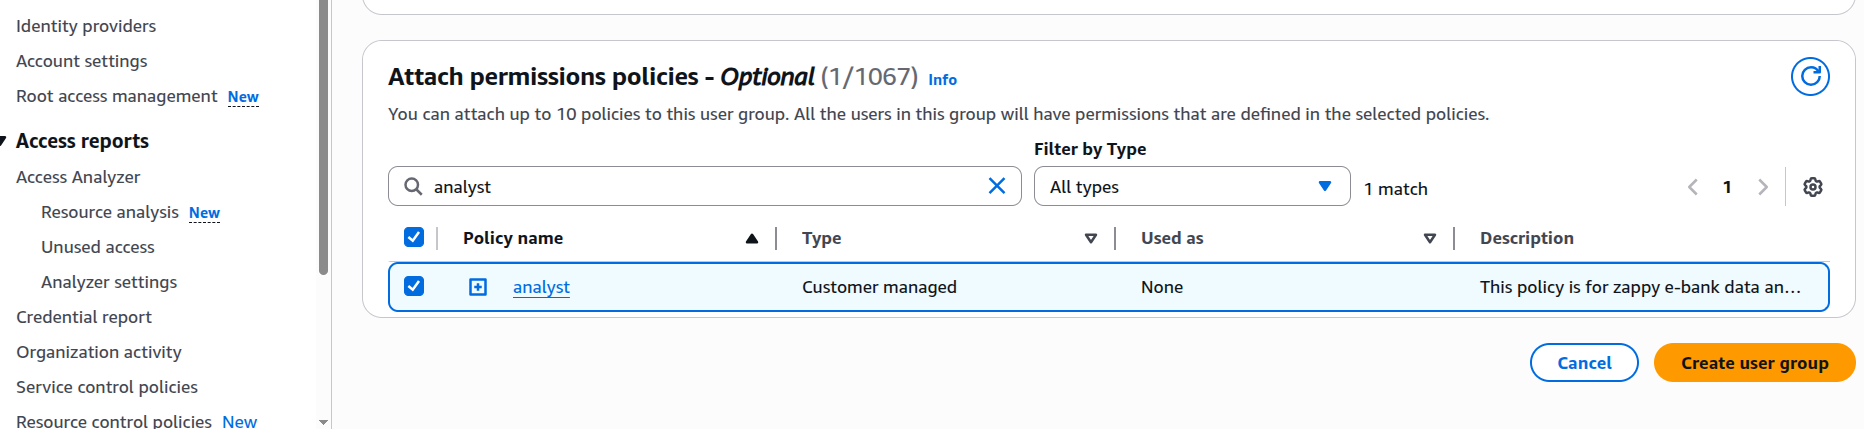 Identity providers
Account settings
Root access management New
Access reports
Access Analyzer
Resource analysis New
Unused access
Analyzer settings
Credential report
Organization activity
Service control policies
Resource control policies New
Attach permissions policies - Optional (1/1067) Info
You can attach up to 10 policies to this user group. All the users in this group will have permissions that are defined in the selected policies.
Filter by Type
analyst
All types
1 match
1
Policy name Type Used as Description
analyst Customer managed None This policy is for zappy e-bank data an...
Cancel Create user group